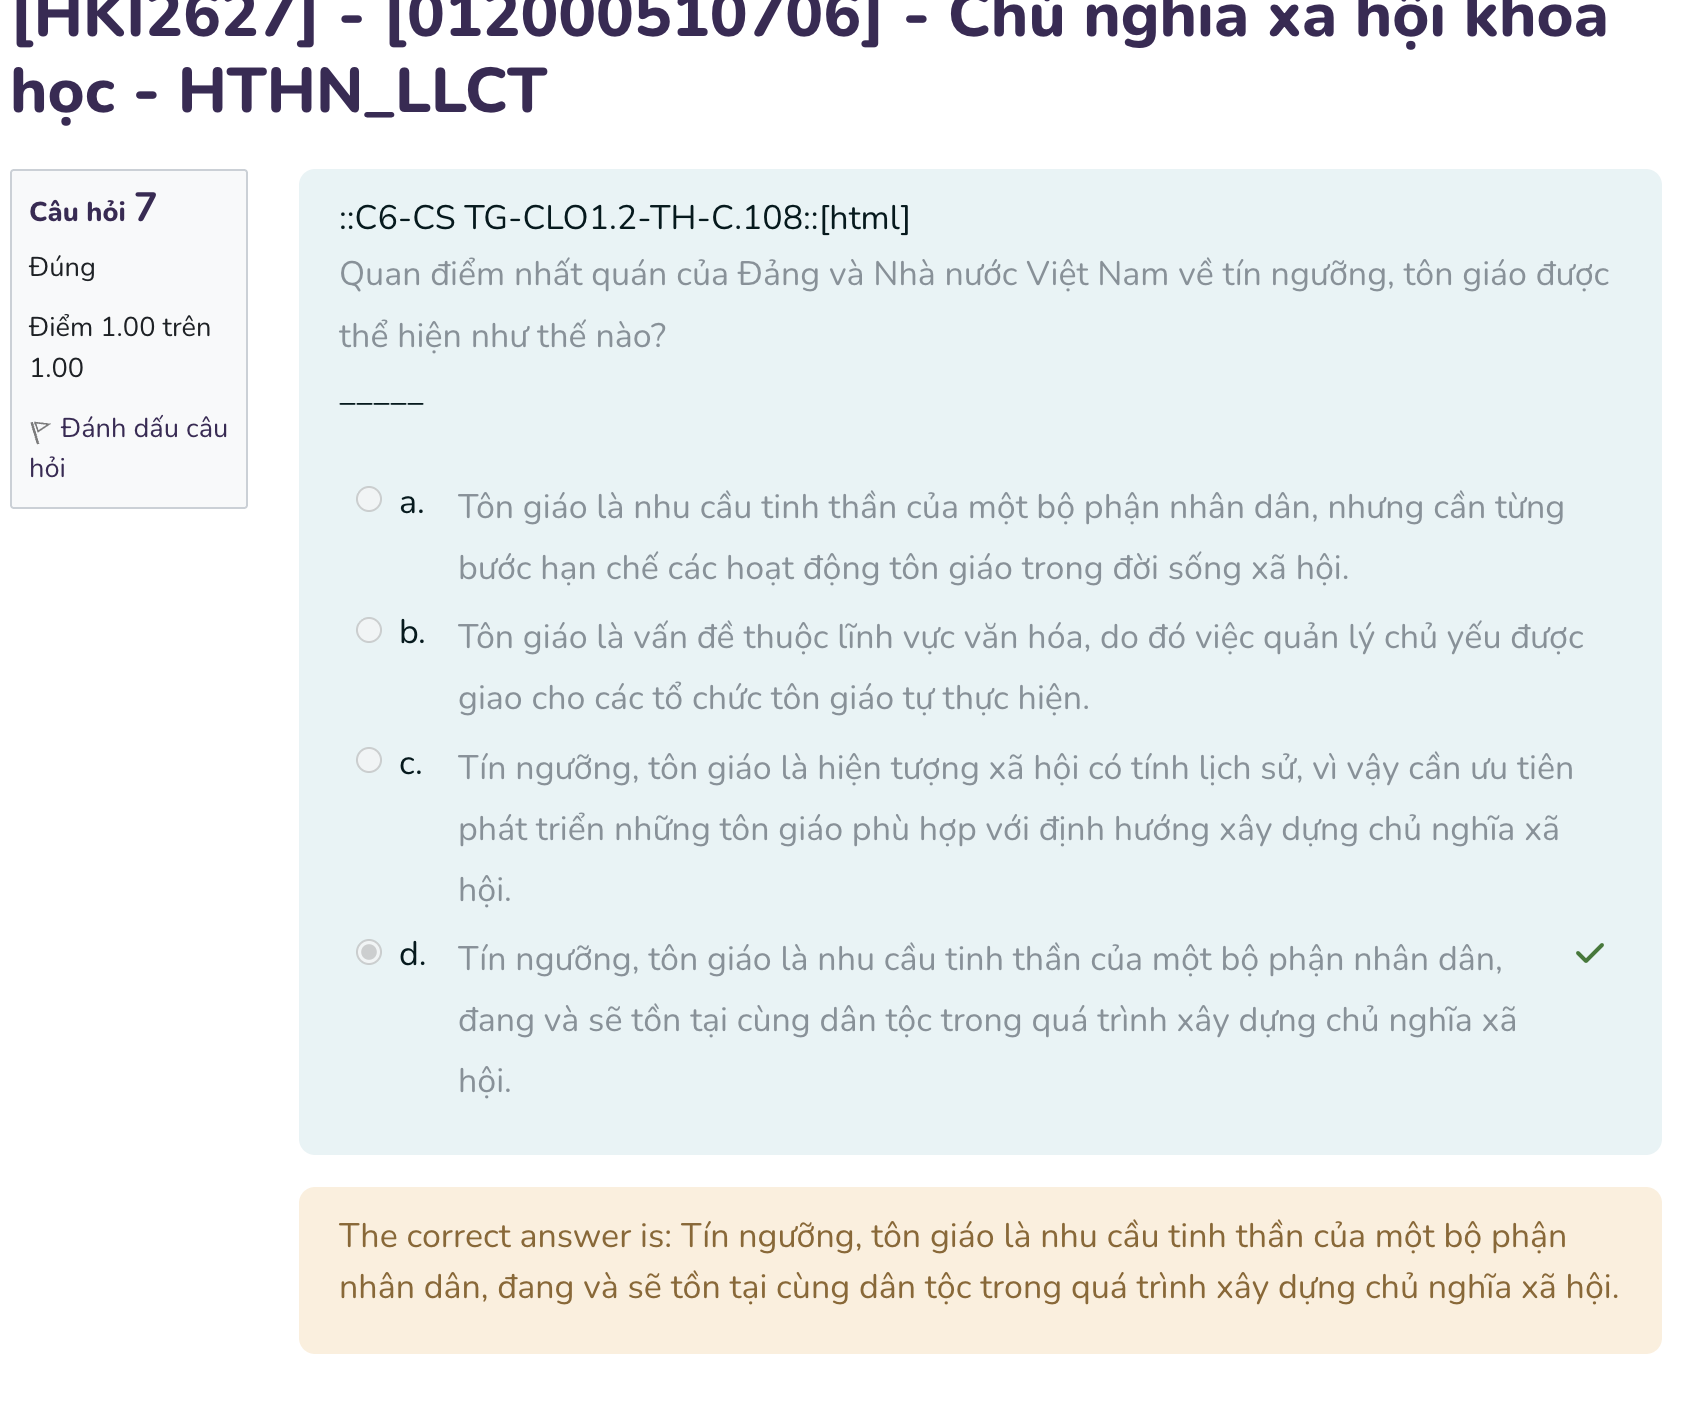 [HKI2627] - [012000510706] - Chủ nghĩa xã hội khoa
học - HTHN_LLCT
Câu hỏi 7
Đúng
Điểm 1.00 trên
1.00
Đánh dấu câu
hỏi
::C6-CS TG-CLO1.2-TH-C.108::[html]
Quan điểm nhất quán của Đảng và Nhà nước Việt Nam về tín ngưỡng, tôn giáo được
thể hiện như thế nào?
_____
a. Tôn giáo là nhu cầu tinh thần của một bộ phận nhân dân, nhưng cần từng
bước hạn chế các hoạt động tôn giáo trong đời sống xã hội.
b. Tôn giáo là vấn đề thuộc lĩnh vực văn hóa, do đó việc quản lý chủ yếu được
giao cho các tổ chức tôn giáo tự thực hiện.
c. Tín ngưỡng, tôn giáo là hiện tượng xã hội có tính lịch sử, vì vậy cần ưu tiên
phát triển những tôn giáo phù hợp với định hướng xây dựng chủ nghĩa xã
hội.
d. Tín ngưỡng, tôn giáo là nhu cầu tinh thần của một bộ phận nhân dân,
đang và sẽ tồn tại cùng dân tộc trong quá trình xây dựng chủ nghĩa xã
hội.
The correct answer is: Tín ngưỡng, tôn giáo là nhu cầu tinh thần của một bộ phận
nhân dân, đang và sẽ tồn tại cùng dân tộc trong quá trình xây dựng chủ nghĩa xã hội.